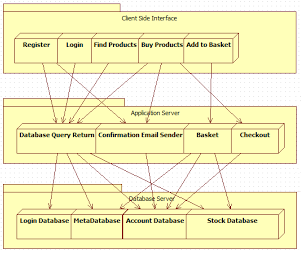 Client Side Interface
Register Login Find Products Buy Products Add to Basket
Application Server
Database Query Return Confirmation Email Sender Basket Checkout
Database Server
Login Database MetaDatabase Account Database Stock Database